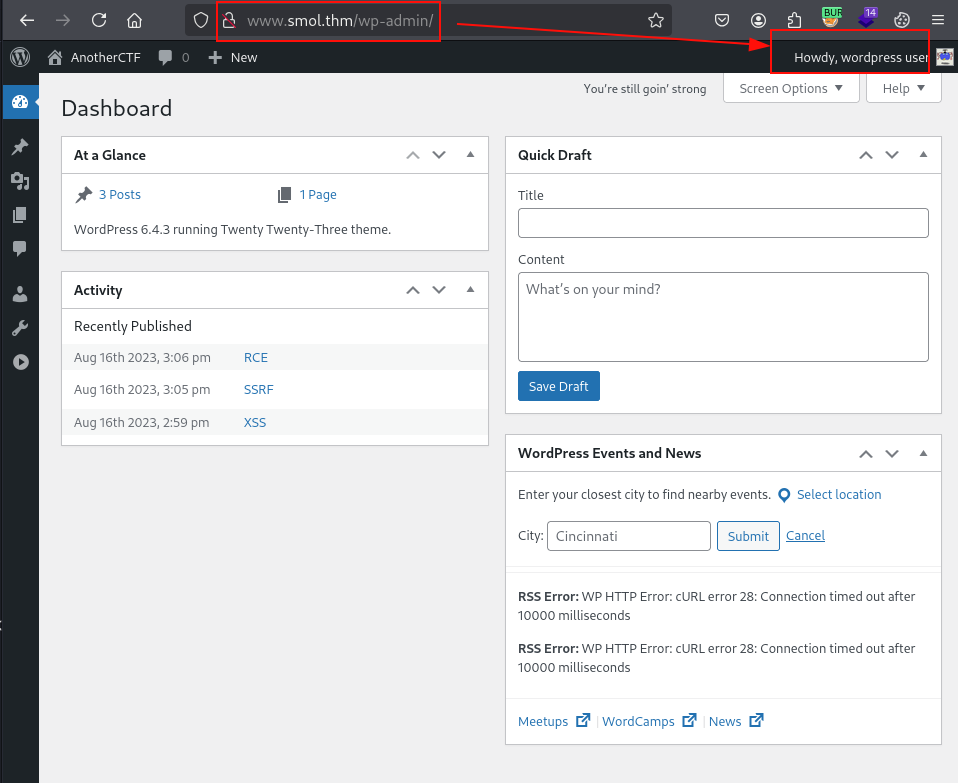 www.smol.thm/wp-admin/
BUR
14
AnotherCTF 0 New
Howdy, wordpress user
You're still goin' strong
Screen Options
Help
Dashboard
At a Glance
3 Posts
1 Page
WordPress 6.4.3 running Twenty Twenty-Three theme.
Activity
Recently Published
Aug 16th 2023, 3:06 pm RCE
Aug 16th 2023, 3:05 pm SSRF
Aug 16th 2023, 2:59 pm XSS
Quick Draft
Title
Content
What's on your mind?
Save Draft
WordPress Events and News
Enter your closest city to find nearby events. Select location
City: Cincinnati Submit Cancel
RSS Error: WP HTTP Error: cURL error 28: Connection timed out after
10000 milliseconds
RSS Error: WP HTTP Error: cURL error 28: Connection timed out after
10000 milliseconds
Meetups | WordCamps | News